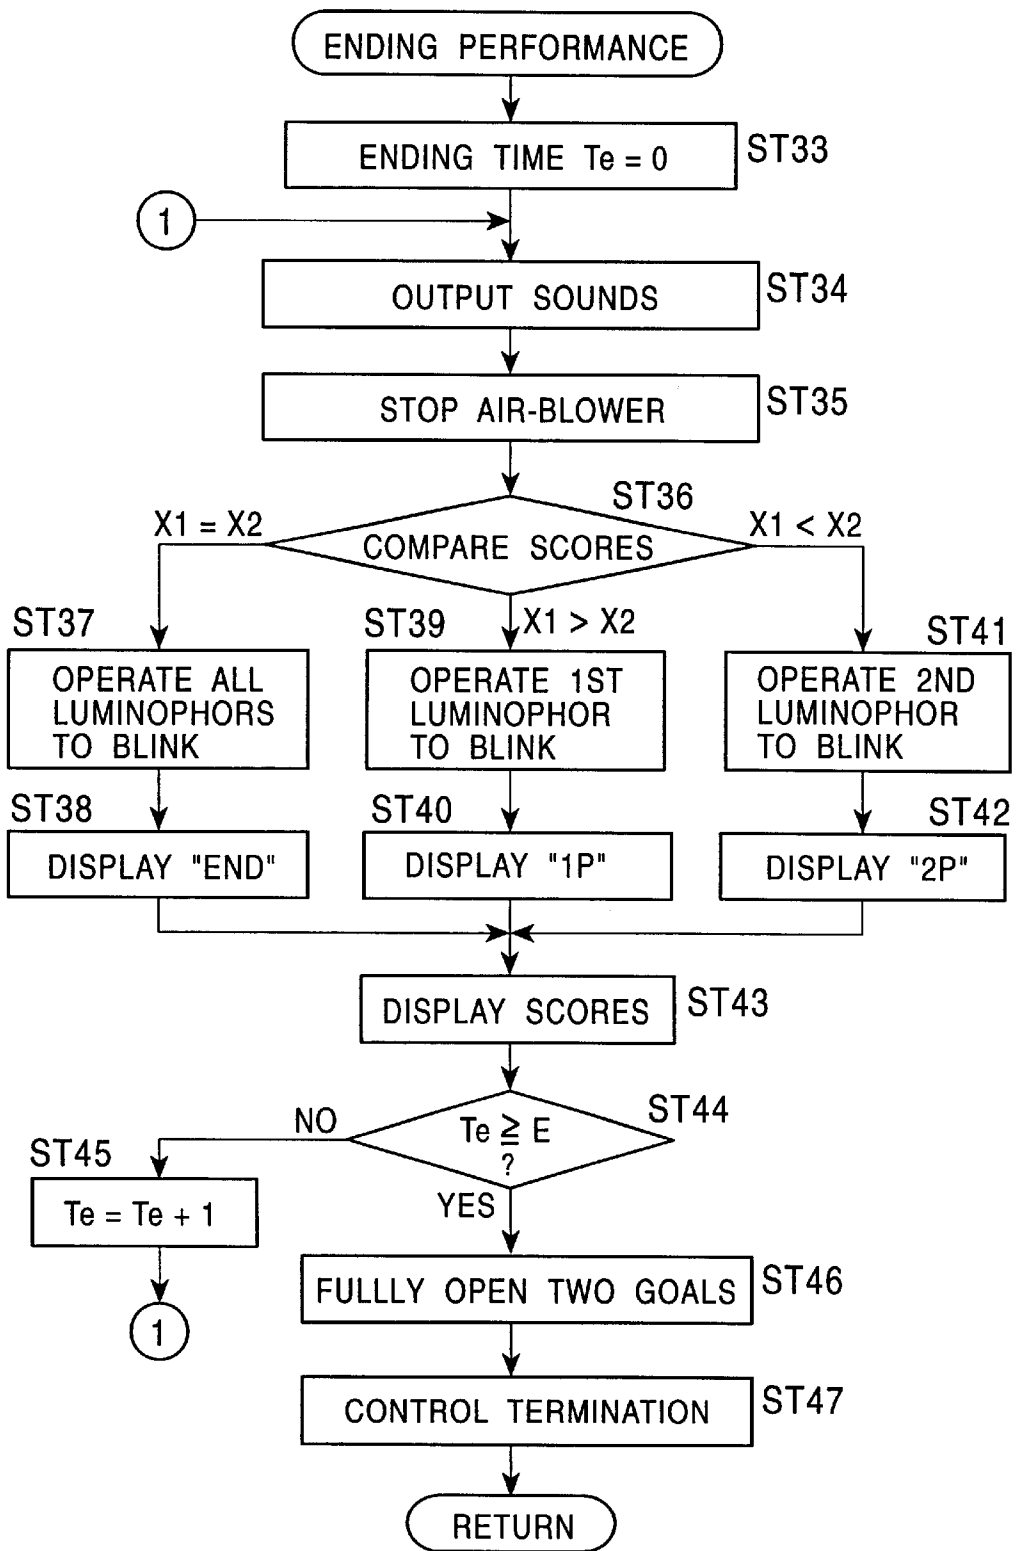 ENDING PERFORMANCE
ENDING TIME Te = 0
ST33
1
OUTPUT SOUNDS
ST34
STOP AIR-BLOWER
ST35
ST36
X1 = X2
COMPARE SCORES
X1 < X2
ST37
ST39
X1 > X2
ST41
OPERATE ALL
LUMINOPHORS
TO BLINK
OPERATE 1ST
LUMINOPHOR
TO BLINK
OPERATE 2ND
LUMINOPHOR
TO BLINK
ST38
ST40
ST42
DISPLAY "END"
DISPLAY "1P"
DISPLAY "2P"
DISPLAY SCORES
ST43
NO
Te ≧ E
?
ST44
ST45
YES
Te = Te + 1
1
FULLLY OPEN TWO GOALS
ST46
CONTROL TERMINATION
ST47
RETURN